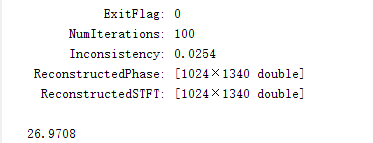 ExitFlag: 0
NumIterations: 100
Inconsistency: 0.0254
ReconstructedPhase: [1024×1340 double]
ReconstructedSTFT: [1024×1340 double]
26.9708